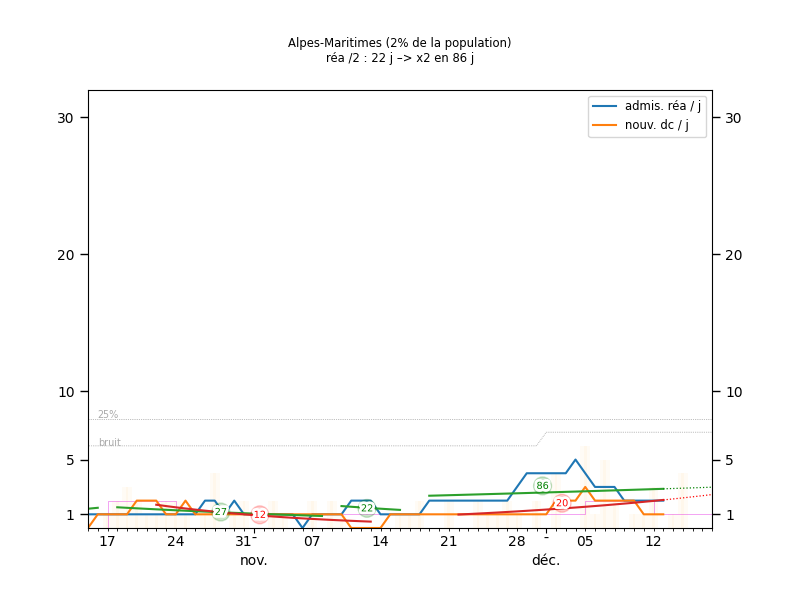 Alpes-Maritimes (2% de la population)
réa /2 : 22 j –> x2 en 86 j
admis. réa / j
nouv. dc / j
30 30
20 20
10 10
25%
bruit
5 5
86
27 12 22 20
1 1
17 24 31- 07 14 21 28 - 05 12
nov. déc.